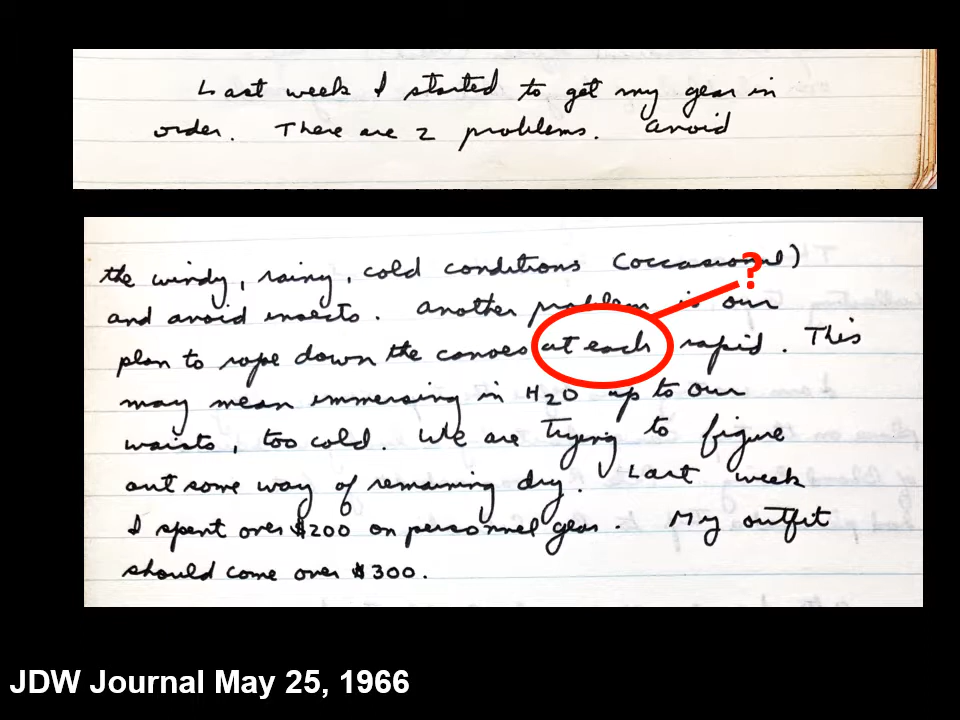 Last week I started to get my gear in
order. There are 2 problems. avoid
the windy, rainy, cold conditions (occasional)
?
and avoid insects. Another problem is our
plan to rope down the canoes at each rapid. This
may mean immersing in H2O up to our
waists, too cold. We are trying to figure
out some way of remaining dry. Last week
I spent over $200 on personnel gear. My outfit
should come over $300.
JDW Journal May 25, 1966